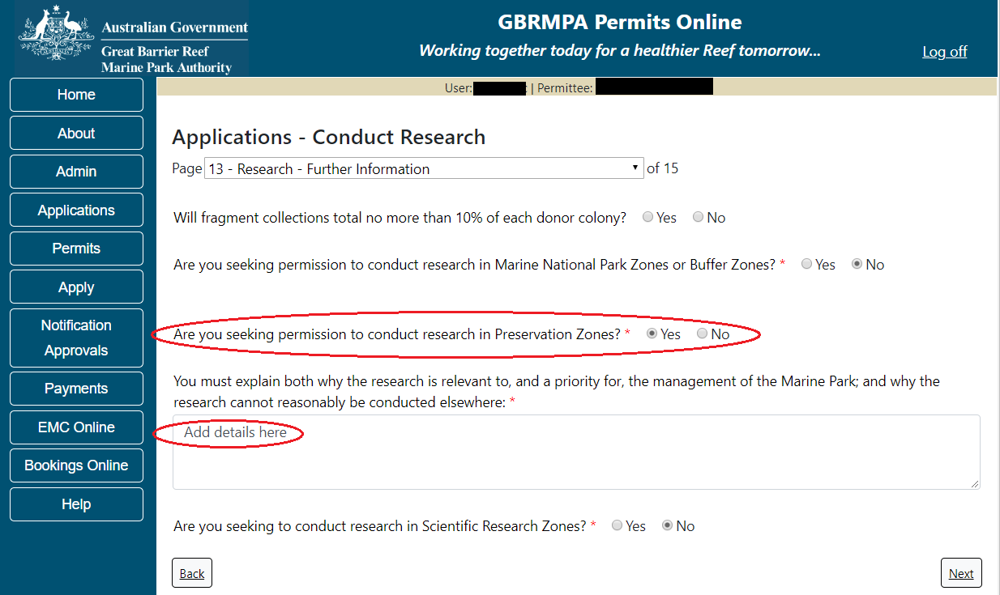 Australian Government
Great Barrier Reef
Marine Park Authority
GBRMPA Permits Online
Working together today for a healthier Reef tomorrow...
Log off
User: | Permittee:
Home
About
Admin
Applications
Permits
Apply
Notification
Approvals
Payments
EMC Online
Bookings Online
Help
Applications - Conduct Research
Page 13 - Research - Further Information of 15
Will fragment collections total no more than 10% of each donor colony? Yes No
Are you seeking permission to conduct research in Marine National Park Zones or Buffer Zones? * Yes No
Are you seeking permission to conduct research in Preservation Zones? * Yes No
You must explain both why the research is relevant to, and a priority for, the management of the Marine Park; and why the
research cannot reasonably be conducted elsewhere: *
Add details here
Are you seeking to conduct research in Scientific Research Zones? * Yes No
Back
Next